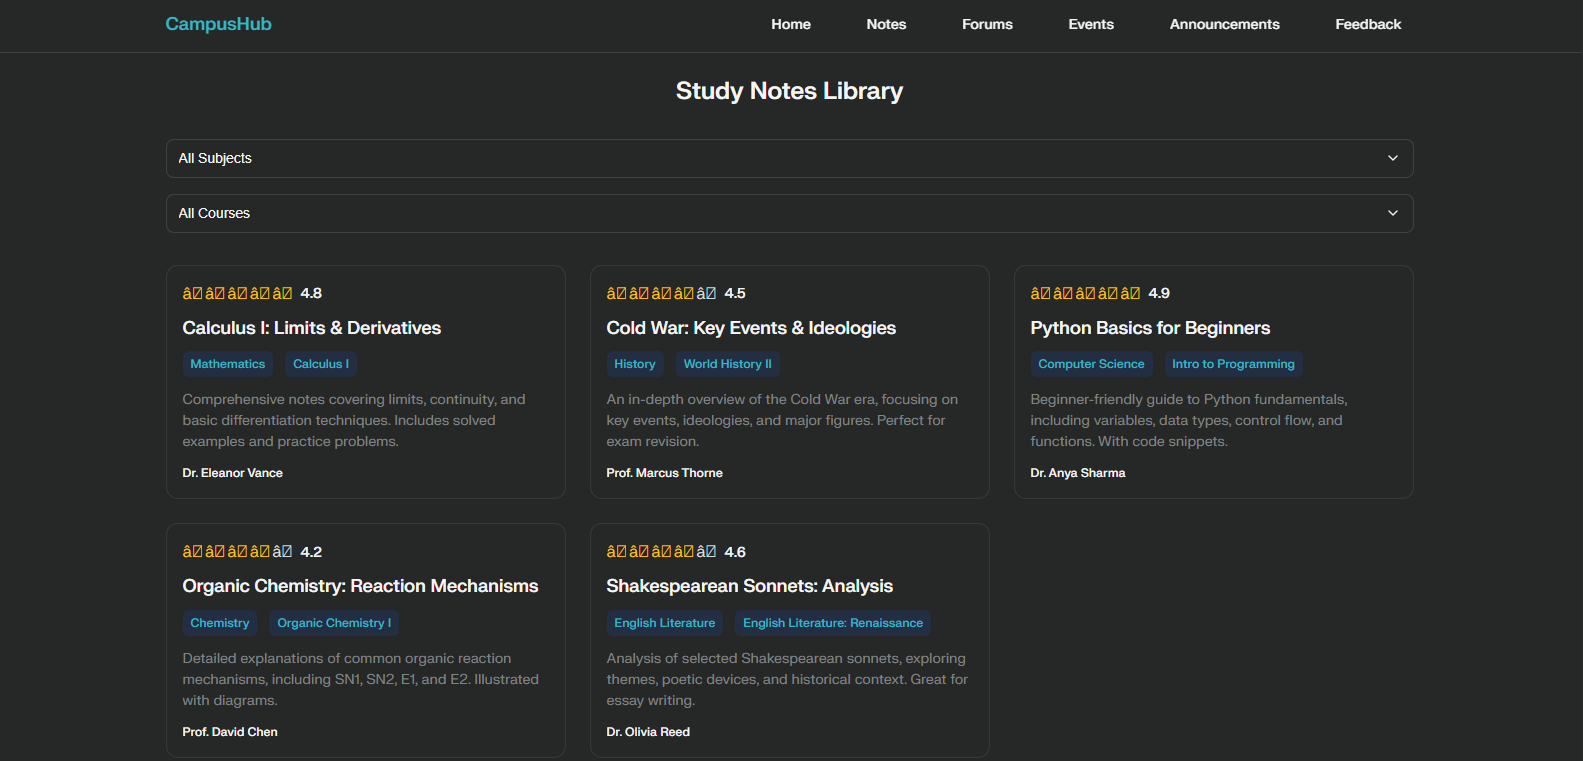 CampusHub
Home
Notes
Forums
Events
Announcements
Feedback
Study Notes Library
All Subjects
All Courses
4.8
Calculus I: Limits & Derivatives
Mathematics
Calculus I
Comprehensive notes covering limits, continuity, and
basic differentiation techniques. Includes solved
examples and practice problems.
Dr. Eleanor Vance
4.5
Cold War: Key Events & Ideologies
History
World History II
An in-depth overview of the Cold War era, focusing on
key events, ideologies, and major figures. Perfect for
exam revision.
Prof. Marcus Thorne
4.9
Python Basics for Beginners
Computer Science
Intro to Programming
Beginner-friendly guide to Python fundamentals,
including variables, data types, control flow, and
functions. With code snippets.
Dr. Anya Sharma
4.2
Organic Chemistry: Reaction Mechanisms
Chemistry
Organic Chemistry I
Detailed explanations of common organic reaction
mechanisms, including SN1, SN2, E1, and E2. Illustrated
with diagrams.
Prof. David Chen
4.6
Shakespearean Sonnets: Analysis
English Literature
English Literature: Renaissance
Analysis of selected Shakespearean sonnets, exploring
themes, poetic devices, and historical context. Great for
essay writing.
Dr. Olivia Reed